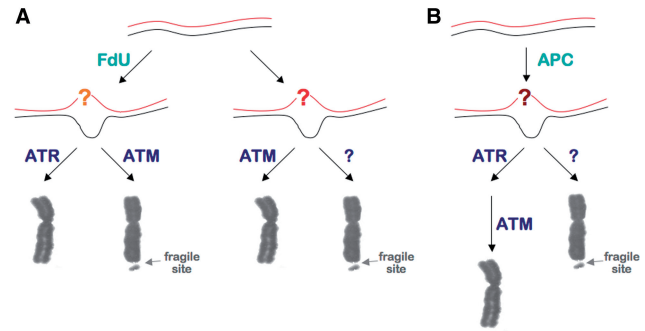 A
FdU
?
?
ATR
ATM
ATM
?
fragile
site
fragile
site
B
APC
?
ATR
?
ATM
fragile
site